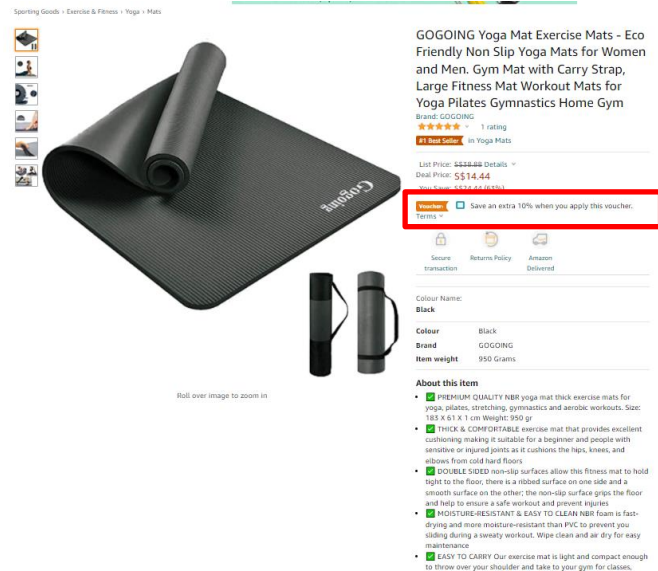 Sporting Goods › Exercise & Fitness › Yoga › Mats
GOGOING Yoga Mat Exercise Mats - Eco
Friendly Non Slip Yoga Mats for Women
and Men. Gym Mat with Carry Strap,
Large Fitness Mat Workout Mats for
Yoga Pilates Gymnastics Home Gym
Brand: GOGOING
1 rating
#1 Best Seller in Yoga Mats
List Price: S$38.88 Details
Deal Price: S$14.44
You Save: S$24.44 (63%)
Voucher: Save an extra 10% when you apply this voucher.
Terms
Secure transaction
Returns Policy
Amazon Delivered
Gogoing
Colour Name:
Black
Colour Black
Brand GOGOING
Item weight 950 Grams
Roll over image to zoom in
About this item
• ✅ PREMIUM QUALITY NBR yoga mat thick exercise mats for
yoga, pilates, stretching, gymnastics and aerobic workouts. Size:
183 X 61 X 1 cm Weight: 950 gr
• ✅ THICK & COMFORTABLE exercise mat that provides excellent
cushioning making it suitable for a beginner and people with
sensitive or injured joints as it cushions the hips, knees, and
elbows from cold hard floors
• ✅ DOUBLE SIDED non-slip surfaces allow this fitness mat to hold
tight to the floor, there is a ribbed surface on one side and a
smooth surface on the other; the non-slip surface grips the floor
and help to ensure a safe workout and prevent injuries
• ✅ MOISTURE-RESISTANT & EASY TO CLEAN NBR foam is fast-
drying and more moisture-resistant than PVC to prevent you
sliding during a sweaty workout. Wipe clean and air dry for easy
maintenance
• ✅ EASY TO CARRY Our exercise mat is light and compact enough
to throw over your shoulder and take to your gym for classes,